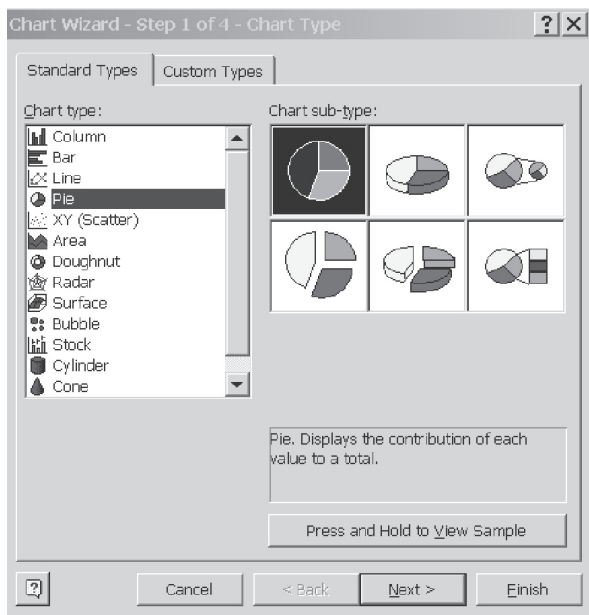 Chart Wizard - Step 1 of 4 - Chart Type
Standard Types
Custom Types
Chart type:
Column
Bar
Line
Pie
XY (Scatter)
Area
Doughnut
Radar
Surface
Bubble
Stock
Cylinder
Cone
Chart sub-type:
Pie. Displays the contribution of each
value to a total.
Press and Hold to View Sample
Cancel
< Back
Next >
Finish